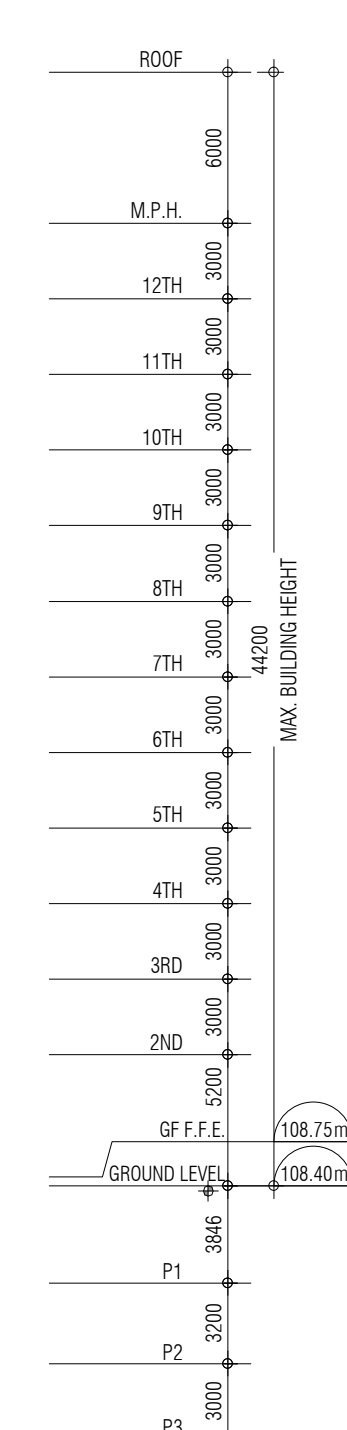 ROOF
6000
M.P.H.
3000
12TH
3000
11TH
3000
10TH
3000
9TH
3000
8TH
3000
7TH
3000
6TH
3000
5TH
3000
4TH
3000
3RD
3000
2ND
5200
44200
MAX. BUILDING HEIGHT
GF F.F.E. 108.75m
GROUND LEVEL 108.40m
3846
P1
3200
P2
3000
P3